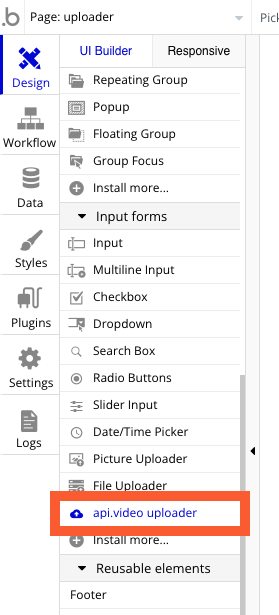 .b Page: uploader Pick
UI Builder Responsive
Design
Workflow
Data
Styles
Plugins
Settings
Logs
Repeating Group
Popup
Floating Group
Group Focus
Install more...
Input forms
Input
Multiline Input
Checkbox
Dropdown
Search Box
Radio Buttons
Slider Input
Date/Time Picker
Picture Uploader
File Uploader
api.video uploader
Install more...
Reusable elements
Footer